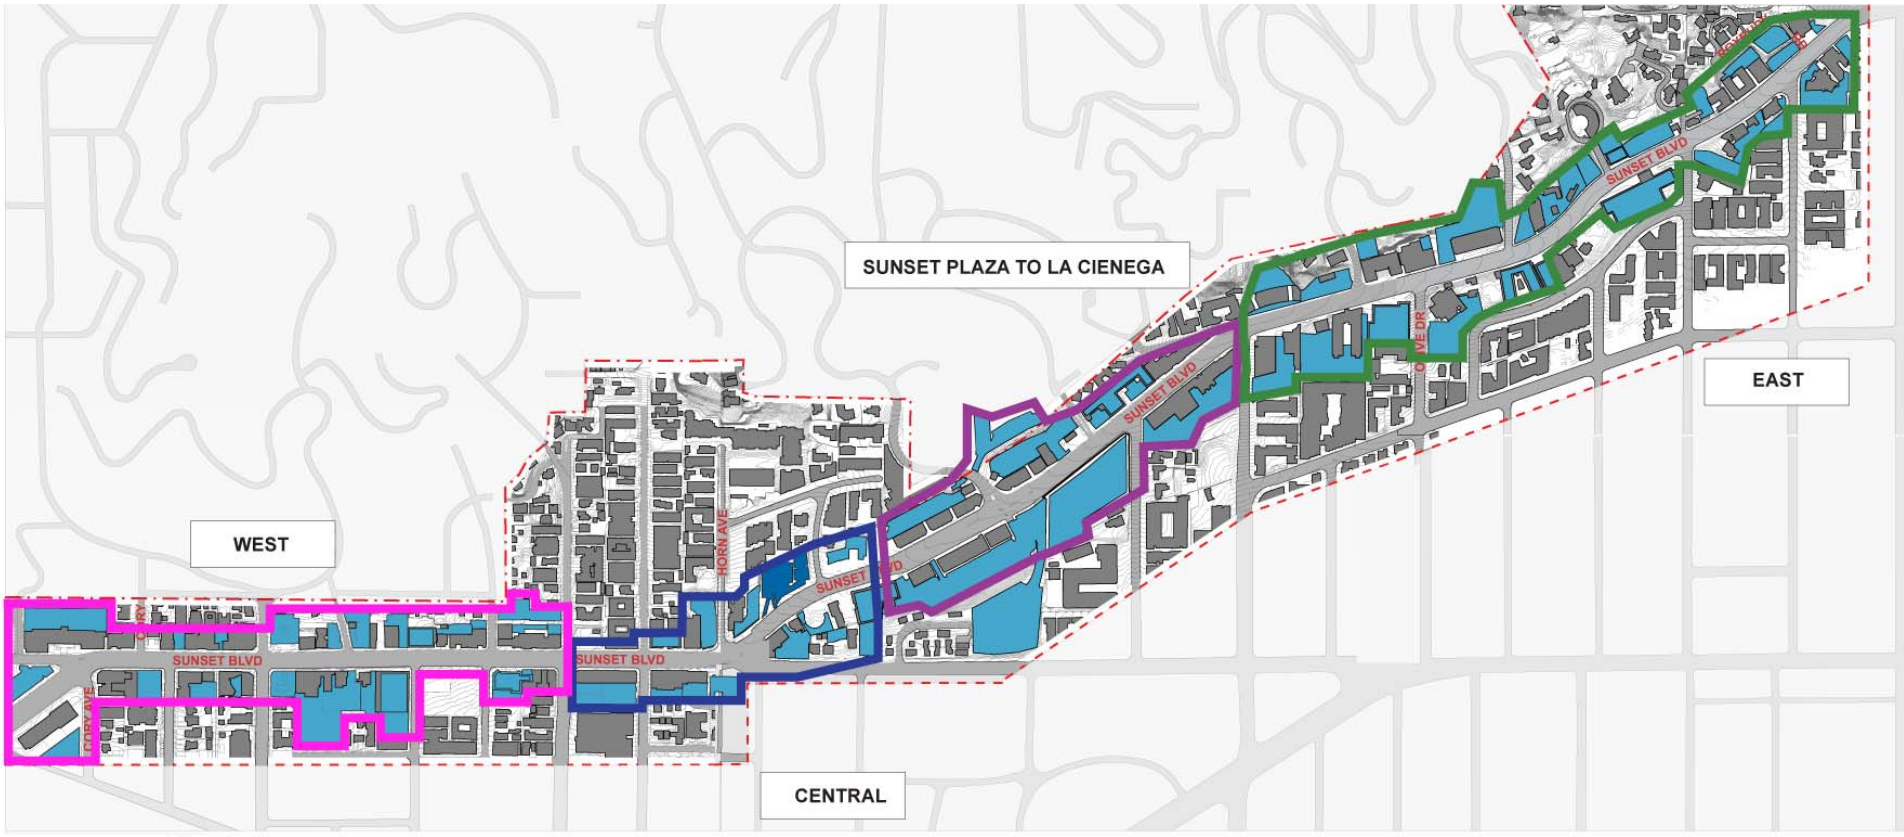 SUNSET BLVD
SUNSET PLAZA TO LA CIENEGA
OLIVE DR
EAST
SUNSET BLVD
WEST
HORN AVE
SUNSET BLVD
SUNSET BLVD
SUNSET BLVD
CORY AVE
CENTRAL